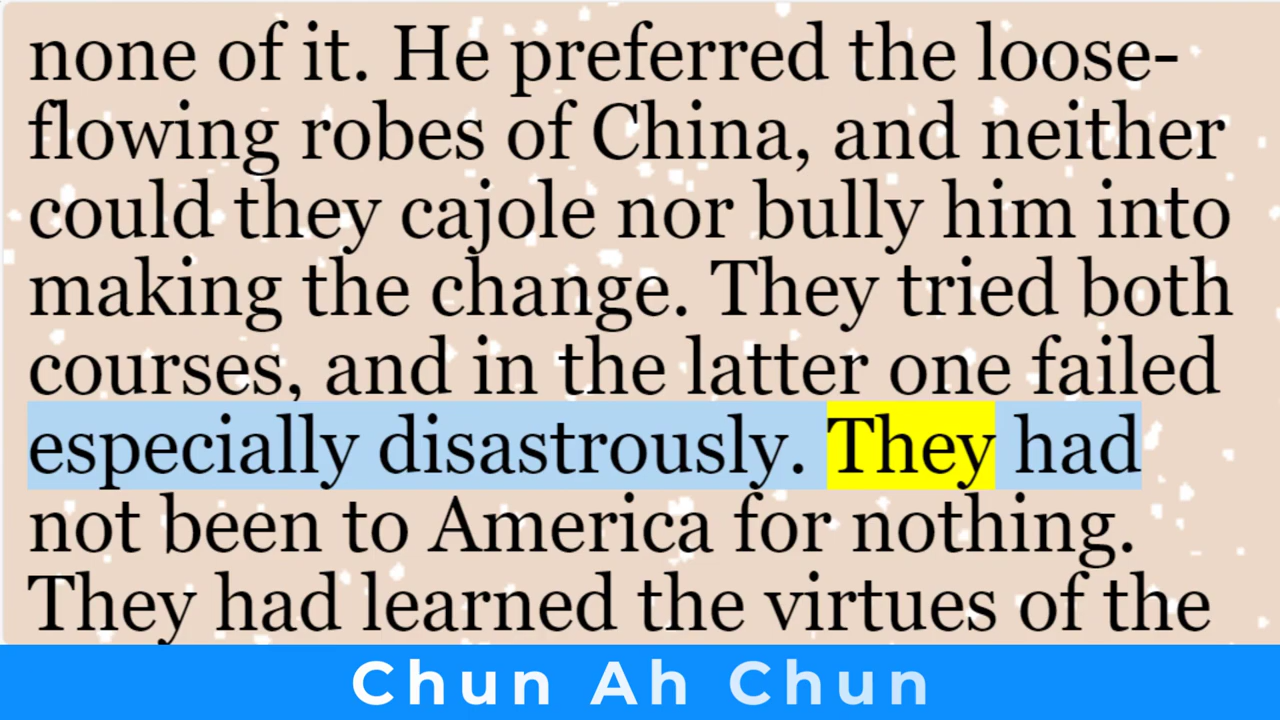 none of it. He preferred the loose-
flowing robes of China, and neither
could they cajole nor bully him into
making the change. They tried both
courses, and in the latter one failed
especially disastrously. They had
not been to America for nothing.
They had learned the virtues of the
Chun Ah Chun